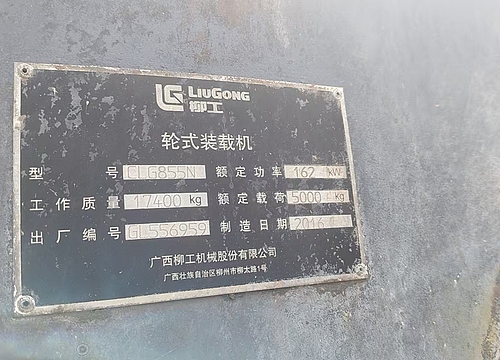 LG LIUGONG
柳工
轮式装载机
型 号 CLG855N 额定功率 162 kW
工作质量 17400 kg 额定载荷 5000 kg
出厂编号 GL556959 制造日期 2016
广西柳工机械股份有限公司
广西壮族自治区柳州市柳太路1号